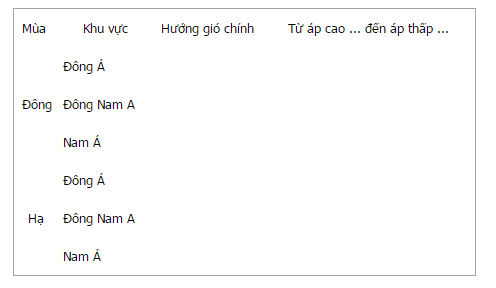 Mùa Khu vực Hướng gió chính Từ áp cao ... đến áp thấp ...
Đông Á
Đông Đông Nam A
Nam Á
Đông Á
Hạ Đông Nam A
Nam Á